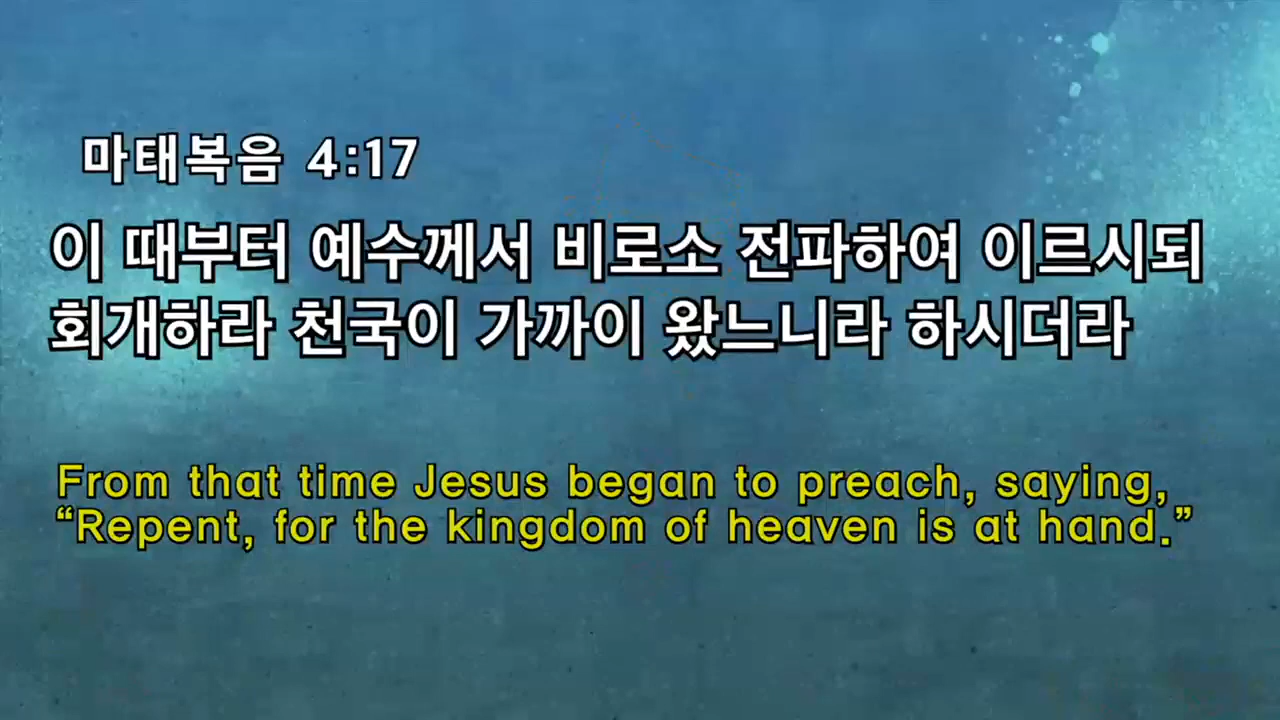 마태복음 4:17
이 때부터 예수께서 비로소 전파하여 이르시되
회개하라 천국이 가까이 왔느니라 하시더라
From that time Jesus began to preach, saying,
“Repent, for the kingdom of heaven is at hand.”